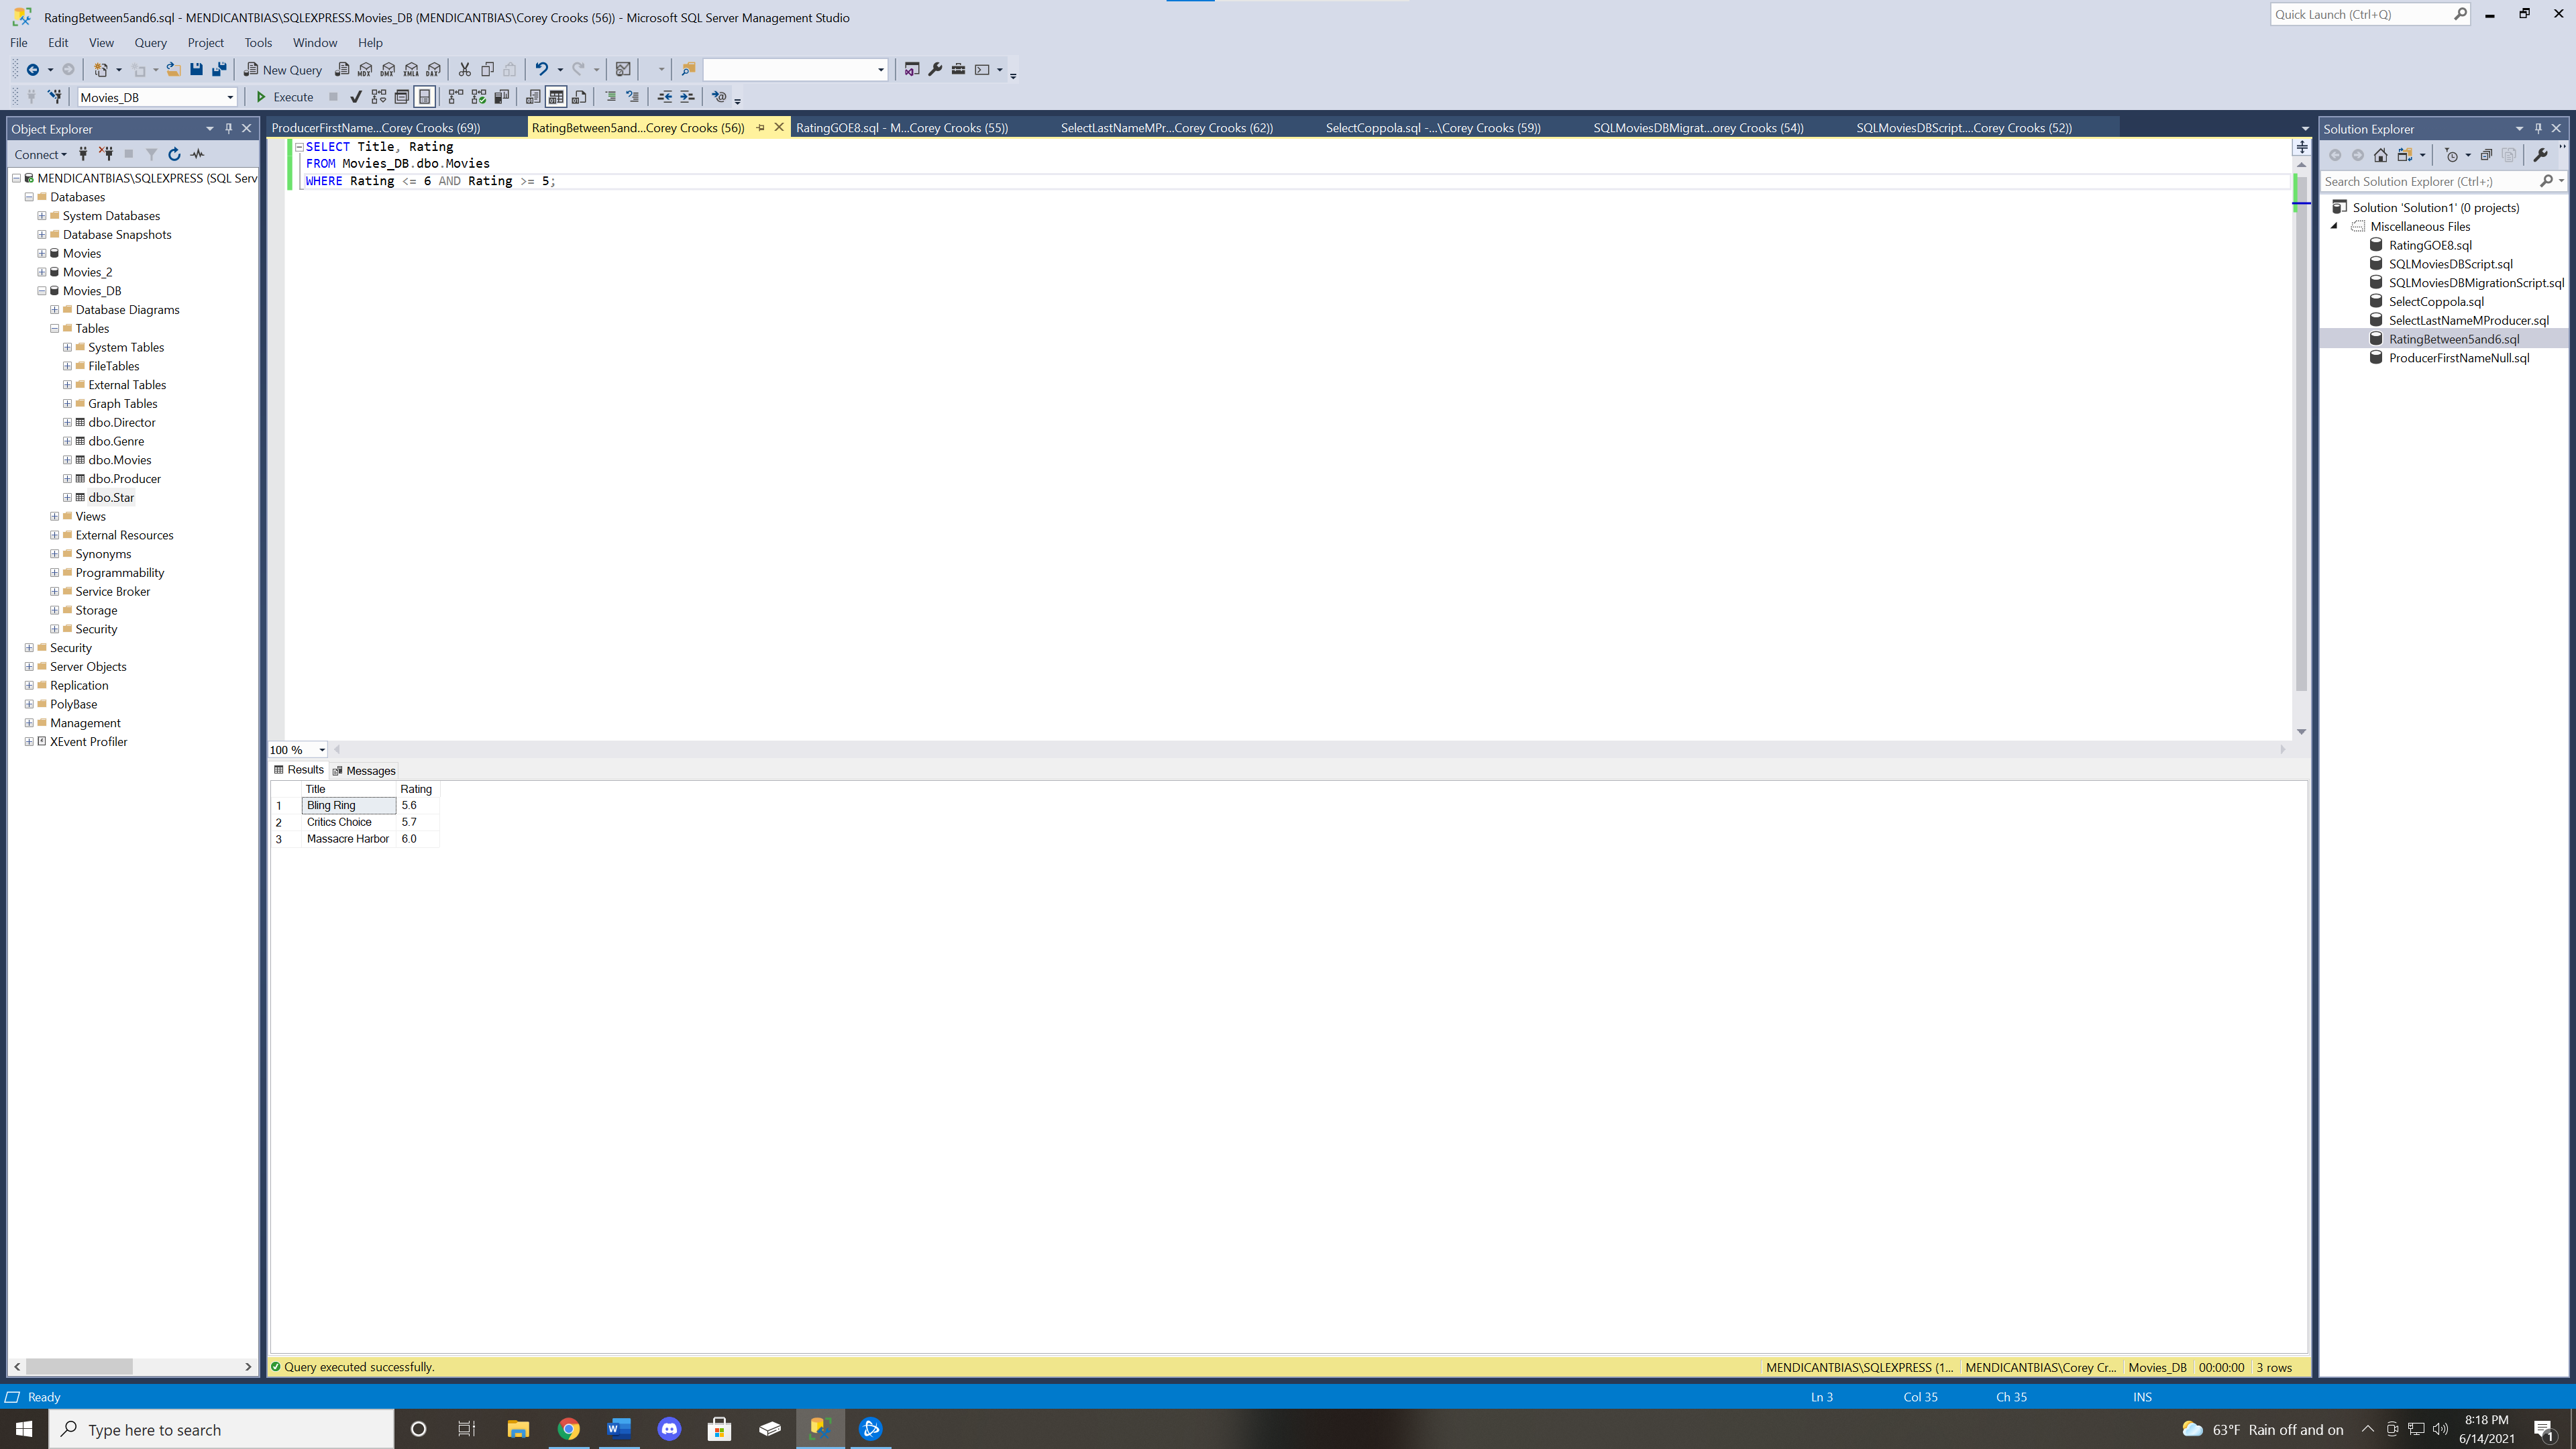 RatingBetween5and6.sql - MENDICANTBIAS\SQLEXPRESS.Movies_DB (MENDICANTBIAS\Corey Crooks (56)) - Microsoft SQL Server Management Studio
Quick Launch (Ctrl+Q)
File Edit View Query Project Tools Window Help
New Query MDX DMX XMLA DAX
Movies_DB Execute
Object Explorer
Connect
MENDICANTBIAS\SQLEXPRESS (SQL Serv
Databases
System Databases
Database Snapshots
Movies
Movies_2
Movies_DB
Database Diagrams
Tables
System Tables
FileTables
External Tables
Graph Tables
dbo.Director
dbo.Genre
dbo.Movies
dbo.Producer
dbo.Star
Views
External Resources
Synonyms
Programmability
Service Broker
Storage
Security
Security
Server Objects
Replication
PolyBase
Management
XEvent Profiler
ProducerFirstName...Corey Crooks (69)) RatingBetween5and...Corey Crooks (56)) RatingGOE8.sql - M...Corey Crooks (55)) SelectLastNameMPr...Corey Crooks (62)) SelectCoppola.sql -...\Corey Crooks (59)) SQLMoviesDBMigrat...orey Crooks (54)) SQLMoviesDBScript....Corey Crooks (52))
SELECT Title, Rating
FROM Movies_DB.dbo.Movies
WHERE Rating <= 6 AND Rating >= 5;
100 %
Results Messages
Title Rating
1 Bling Ring 5.6
2 Critics Choice 5.7
3 Massacre Harbor 6.0
Query executed successfully. MENDICANTBIAS\SQLEXPRESS (1... MENDICANTBIAS\Corey Cr... Movies_DB 00:00:00 3 rows
Solution Explorer
Search Solution Explorer (Ctrl+;)
Solution 'Solution1' (0 projects)
Miscellaneous Files
RatingGOE8.sql
SQLMoviesDBScript.sql
SQLMoviesDBMigrationScript.sql
SelectCoppola.sql
SelectLastNameMProducer.sql
RatingBetween5and6.sql
ProducerFirstNameNull.sql
Ready Ln 3 Col 35 Ch 35 INS
Type here to search
63°F Rain off and on
8:18 PM
6/14/2021
1